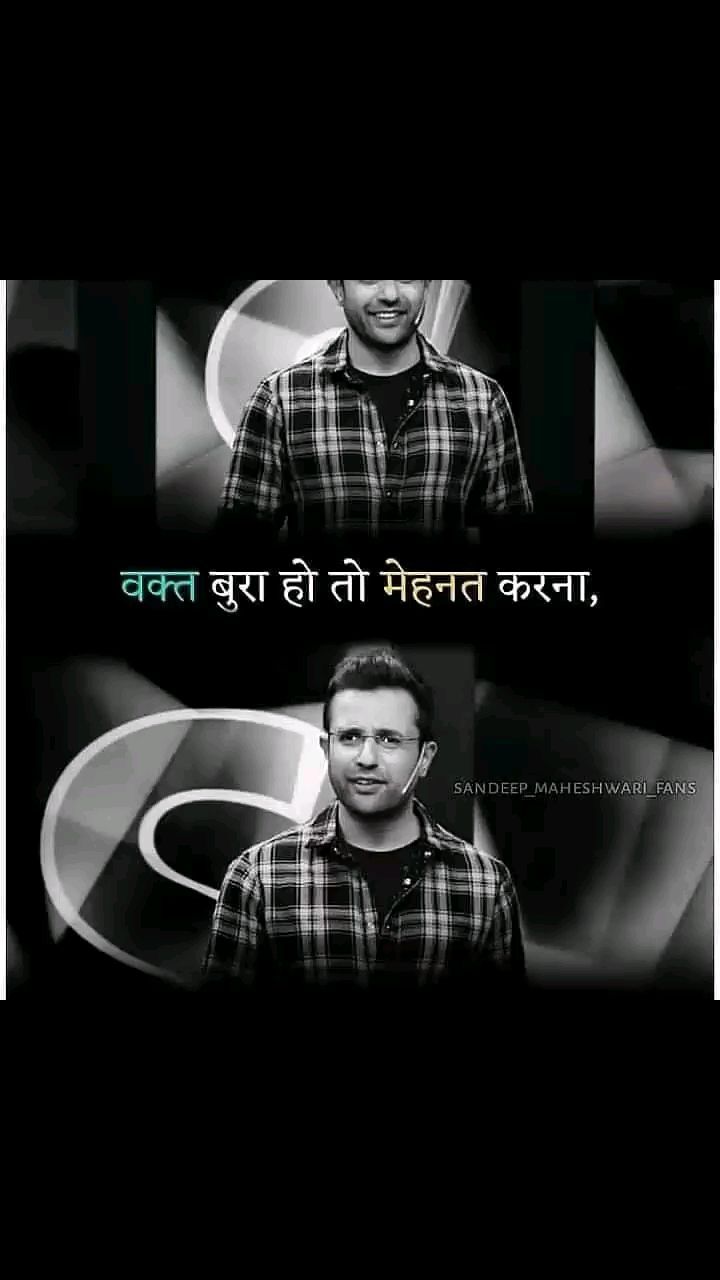 वक्त बुरा हो तो मेहनत करना,
SANDEEP_MAHESHWARI_FANS